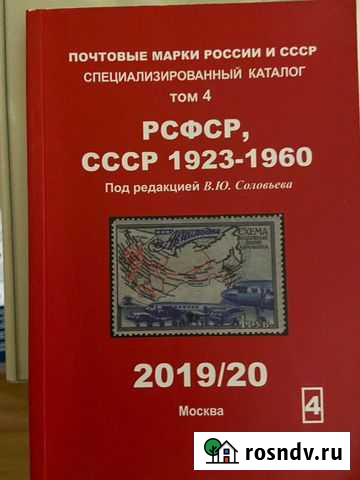 ПОЧТОВЫЕ МАРКИ РОССИИ И СССР
СПЕЦИАЛИЗИРОВАННЫЙ КАТАЛОГ
ТОМ 4
РСФСР,
СССР 1923-1960
Под редакцией В.Ю. Соловьева
СХЕМА
2019/20
Москва
4
rosndv.ru